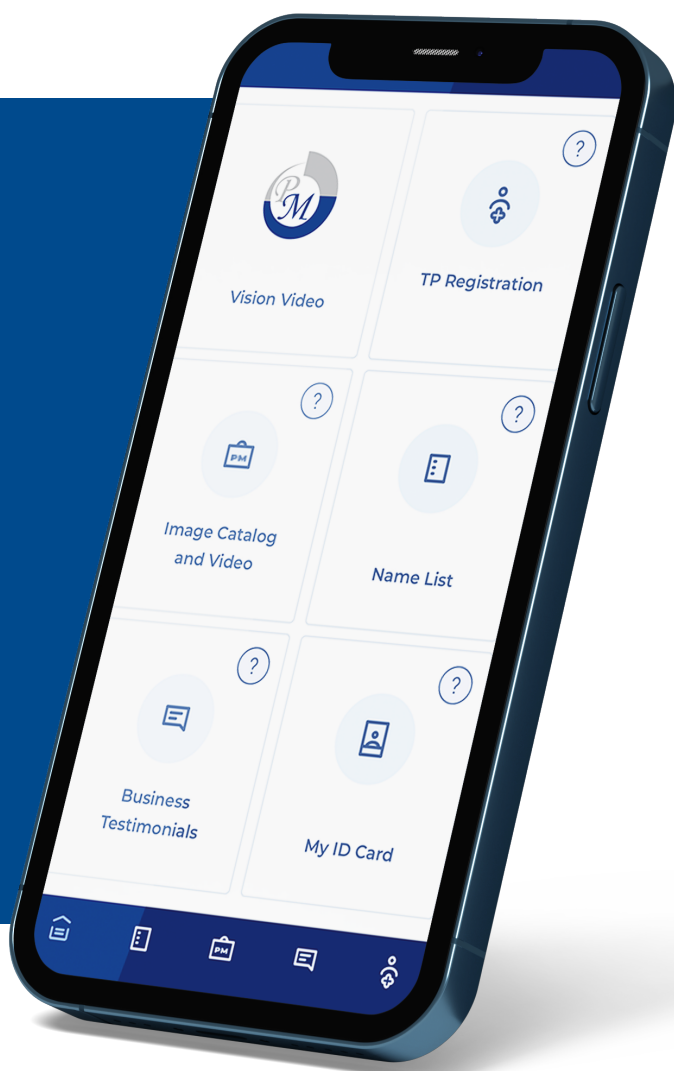 PM
Vision Video
?
TP Registration
?
PM
Image Catalog
and Video
?
Name List
?
Business
Testimonials
?
My ID Card
PM